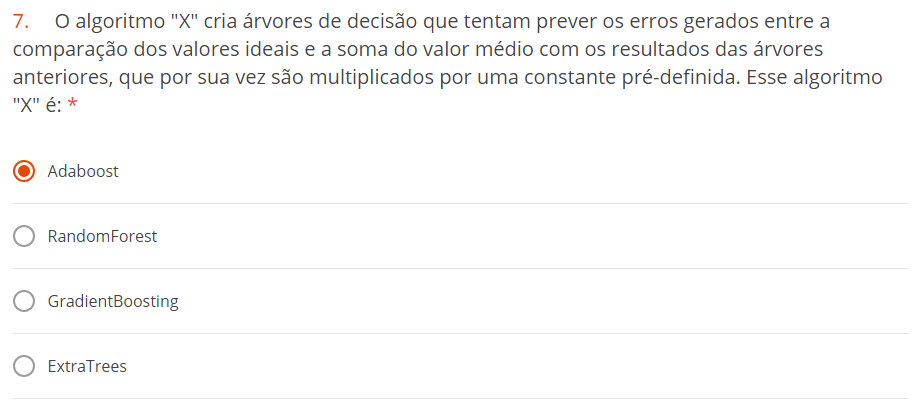 7. O algoritmo "X" cria árvores de decisão que tentam prever os erros gerados entre a
comparação dos valores ideais e a soma do valor médio com os resultados das árvores
anteriores, que por sua vez são multiplicados por uma constante pré-definida. Esse algoritmo
"X" é: *
Adaboost
RandomForest
GradientBoosting
ExtraTrees